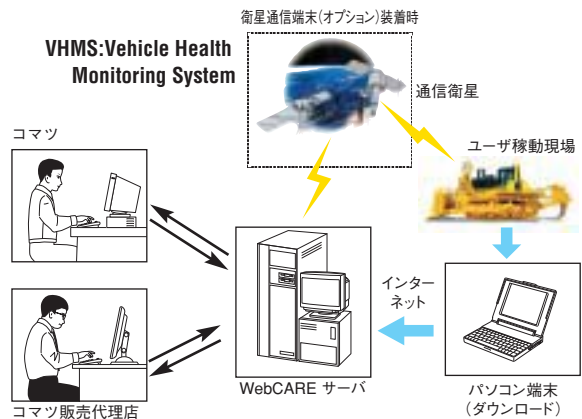 衛星通信端末(オプション)装着時
VHMS:Vehicle Health
Monitoring System
通信衛星
コマツ
ユーザ稼動現場
インター
ネット
WebCARE サーバ
パソコン端末
(ダウンロード)
コマツ販売代理店